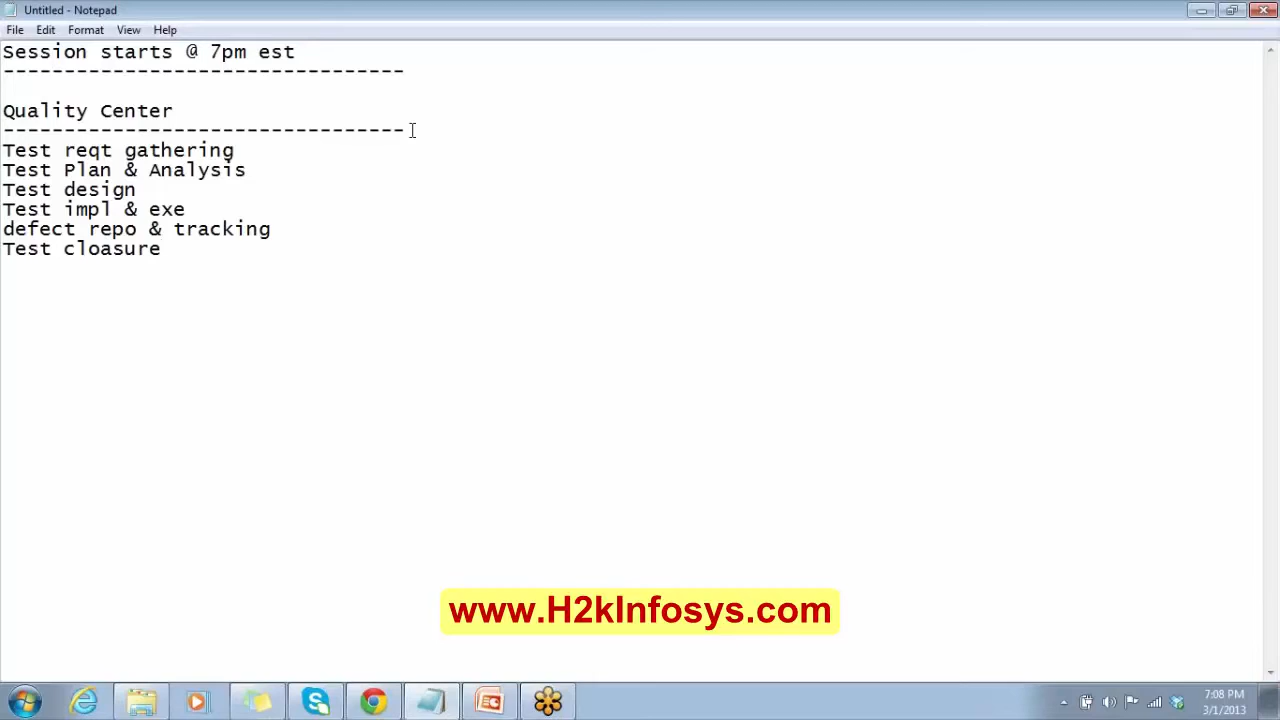 Untitled - Notepad
File Edit Format View Help
Session starts @ 7pm est
---------------------------------
Quality Center
---------------------------------
Test reqt gathering
Test Plan & Analysis
Test design
Test impl & exe
defect repo & tracking
Test cloasure
www.H2kInfosys.com
7:08 PM
3/1/2013